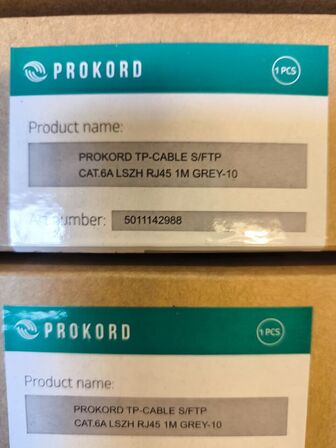 PROKORD
1 PCS
Product name:
PROKORD TP-CABLE S/FTP
CAT.6A LSZH RJ45 1M GREY-10
Art number: 5011142988
PROKORD
1 PCS
Product name:
PROKORD TP-CABLE S/FTP
CAT.6A LSZH RJ45 1M GREY-10